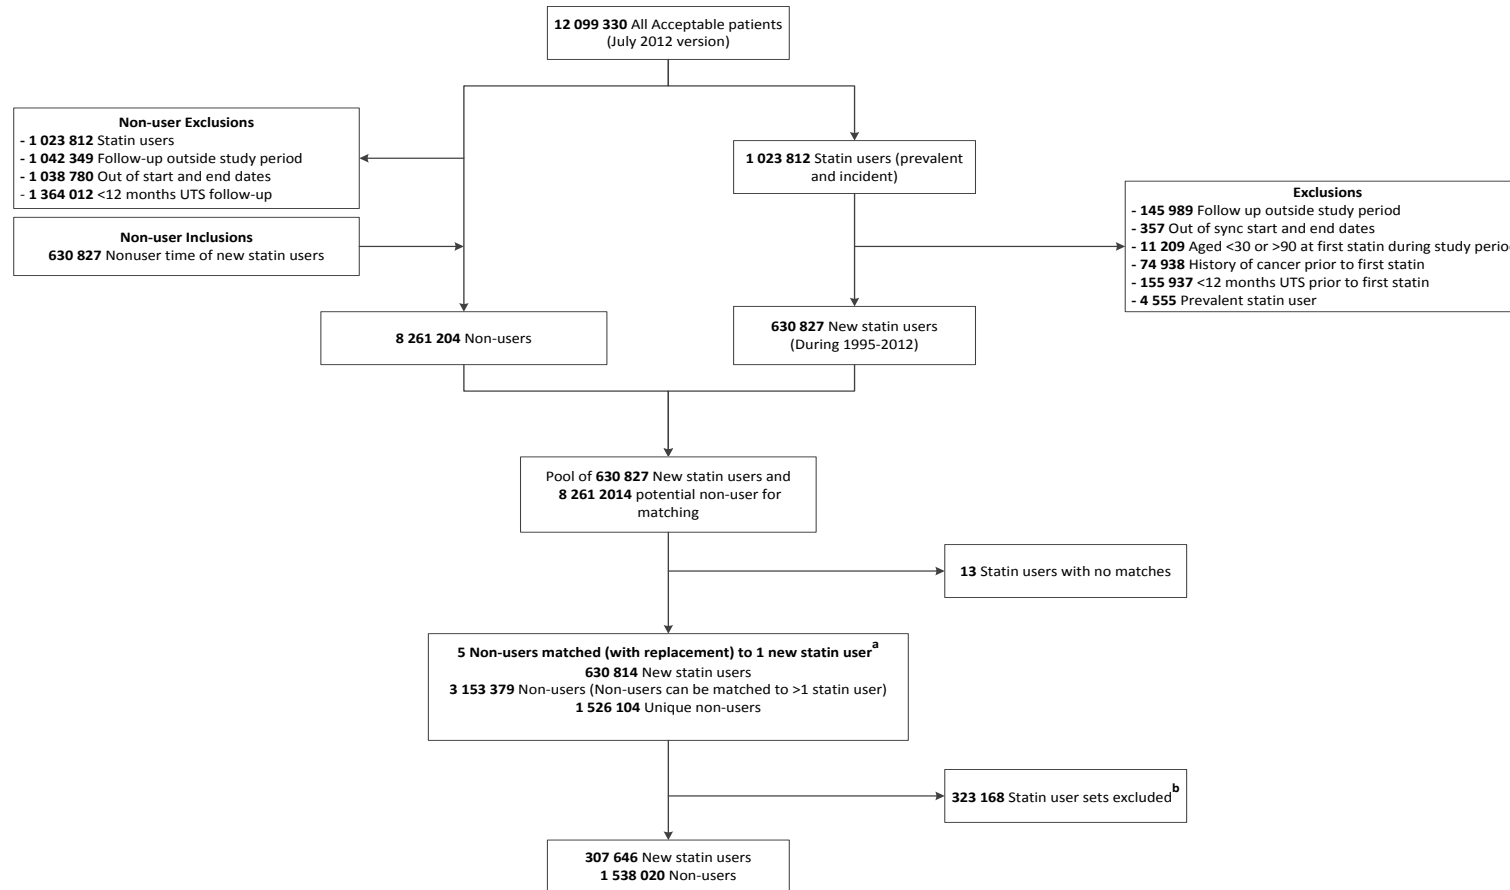 12 099 330 All Acceptable patients
(July 2012 version)
Non-user Exclusions
- 1 023 812 Statin users
- 1 042 349 Follow-up outside study period
- 1 038 780 Out of start and end dates
- 1 364 012 <12 months UTS follow-up
1 023 812 Statin users (prevalent
and incident)
Exclusions
- 145 989 Follow up outside study period
- 357 Out of sync start and end dates
- 11 209 Aged <30 or >90 at first statin during study period
- 74 938 History of cancer prior to first statin
- 155 937 <12 months UTS prior to first statin
- 4 555 Prevalent statin user
Non-user Inclusions
630 827 Nonuser time of new statin users
8 261 204 Non-users
630 827 New statin users
(During 1995-2012)
Pool of 630 827 New statin users and
8 261 2014 potential non-user for
matching
13 Statin users with no matches
5 Non-users matched (with replacement) to 1 new statin user a
630 814 New statin users
3 153 379 Non-users (Non-users can be matched to >1 statin user)
1 526 104 Unique non-users
323 168 Statin user sets excluded b
307 646 New statin users
1 538 020 Non-users